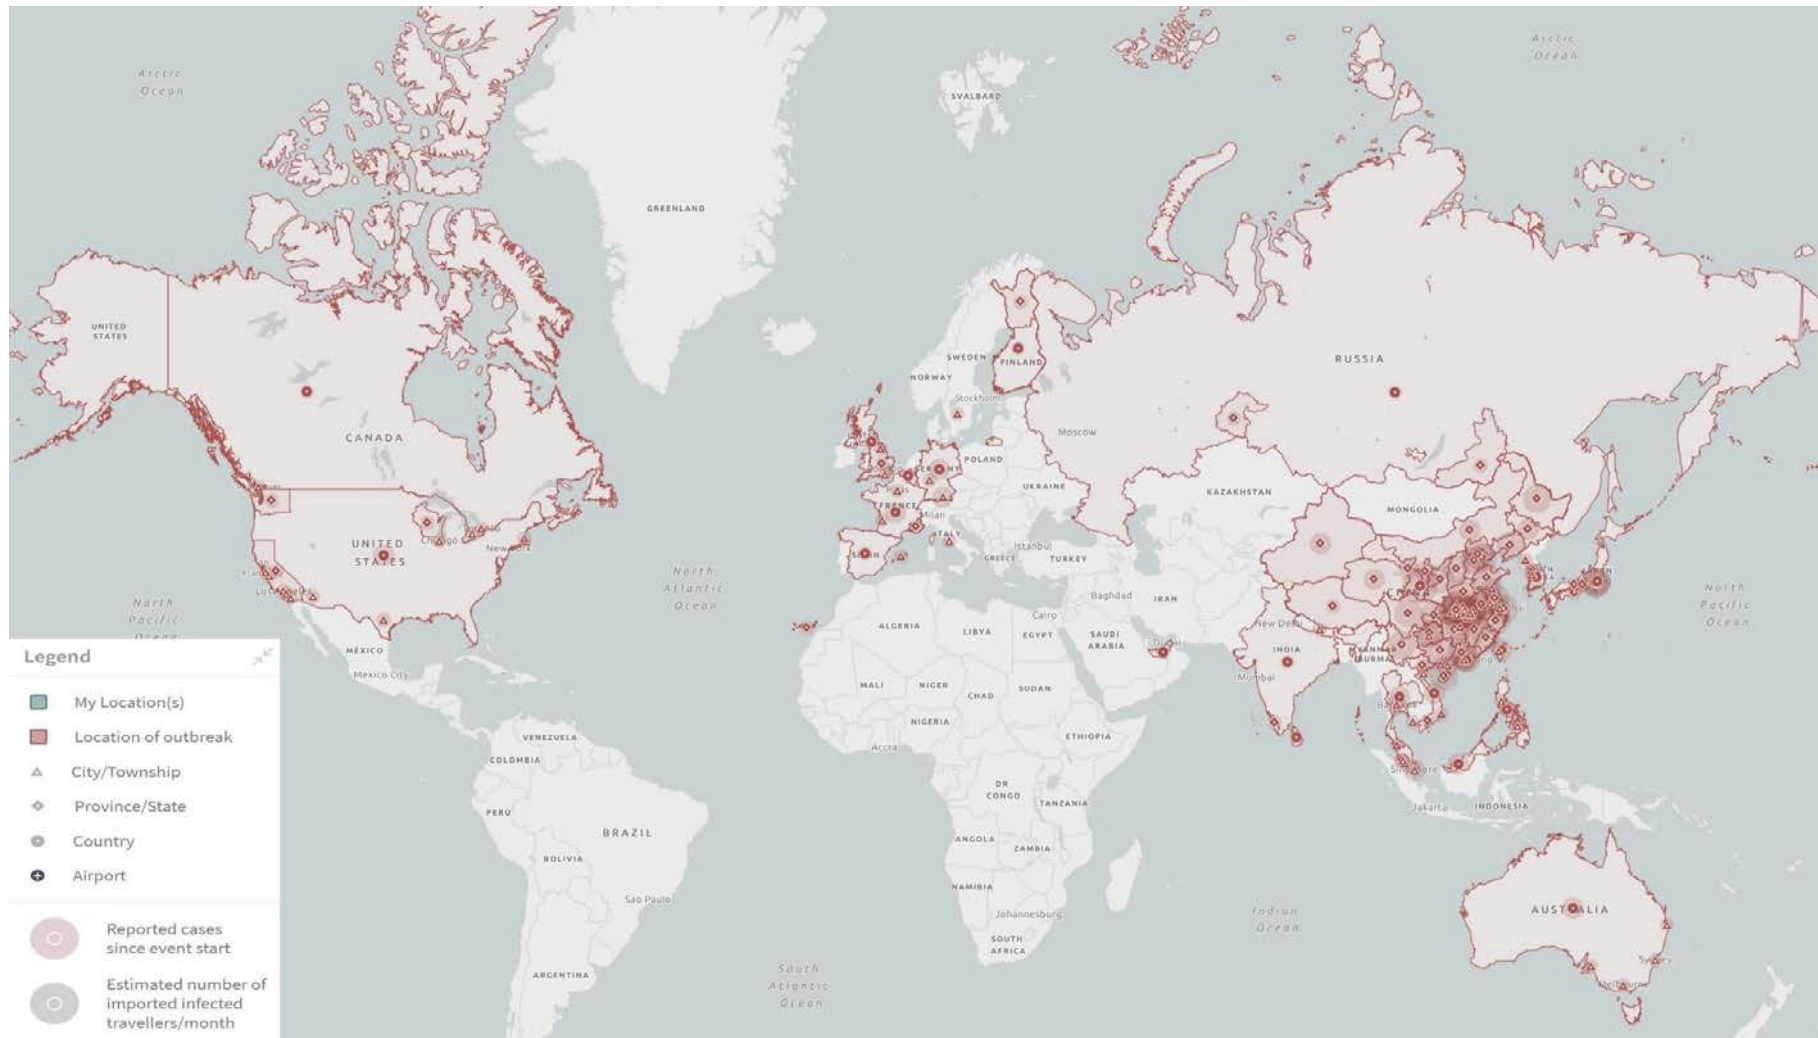 Arctic
Ocean
Arctic
Ocean
SVALBARD
GREENLAND
UNITED
STATES
RUSSIA
SWEDEN
FINLAND
NORWAY
Stockholm
CANADA
Moscow
POLAND
UKRAINE
KAZAKHSTAN
MONGOLIA
FRANCE
Milan
UNITED
STATES
Chicago
New York
ITALY
GREECE
Istanbul
TURKEY
North
Atlantic
Ocean
North
Pacific
Ocean
North
Pacific
Ocean
Baghdad
IRAN
Cairo
ALGERIA
LIBYA
EGYPT
SAUDI
ARABIA
New Delhi
INDIA
Mumbai
MÉXICO
Mexico City
MALI
NIGER
CHAD
SUDAN
NIGERIA
ETHIOPIA
Accra
VENEZUELA
COLOMBIA
DR
CONGO
TANZANIA
Jakarta
INDONESIA
PERU
BRAZIL
ANGOLA
ZAMBIA
BOLIVIA
NAMIBIA
Sao Paulo
Johannesburg
SOUTH
AFRICA
Indian
Ocean
AUSTRALIA
Sydney
Melbourne
South
Atlantic
Ocean
ARGENTINA
Legend
My Location(s)
Location of outbreak
City/Township
Province/State
Country
Airport
Reported cases
since event start
Estimated number of
imported infected
travellers/month